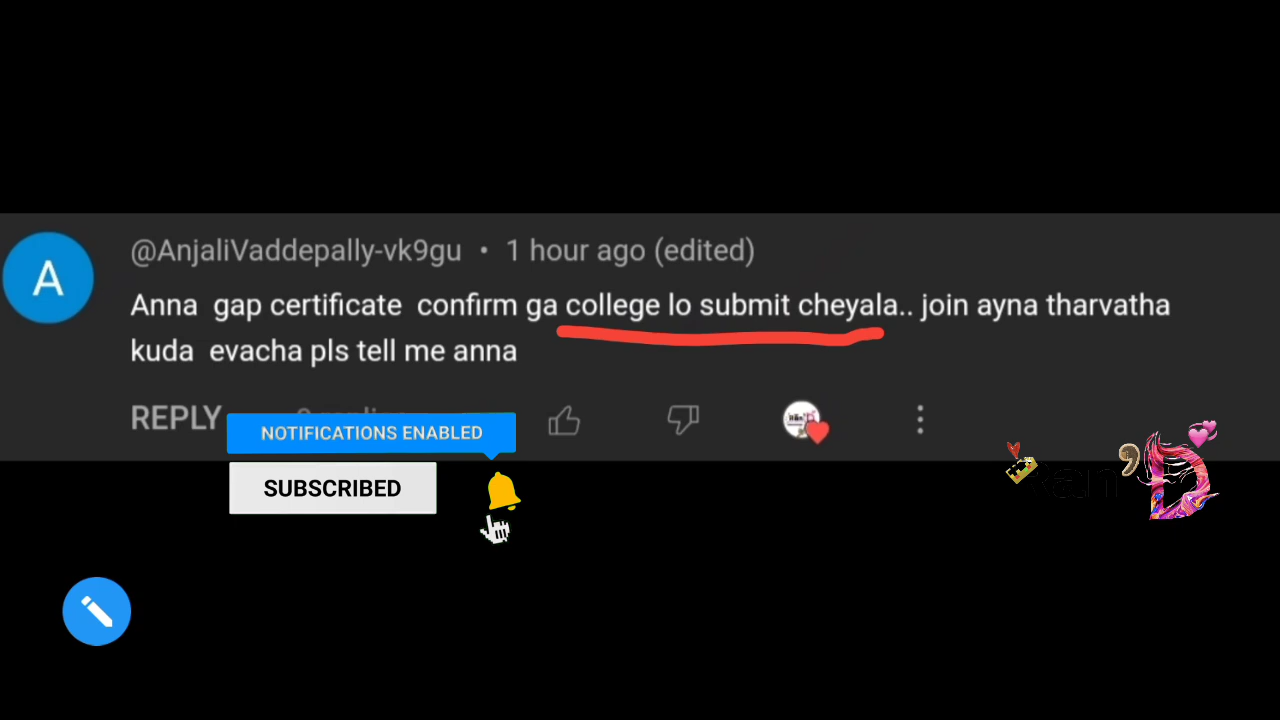 @AnjaliVaddepally-vk9gu • 1 hour ago (edited)
Anna gap certificate confirm ga college lo submit cheyala.. join ayna tharvatha
kuda evacha pls tell me anna
REPLY
NOTIFICATIONS ENABLED
SUBSCRIBED
A